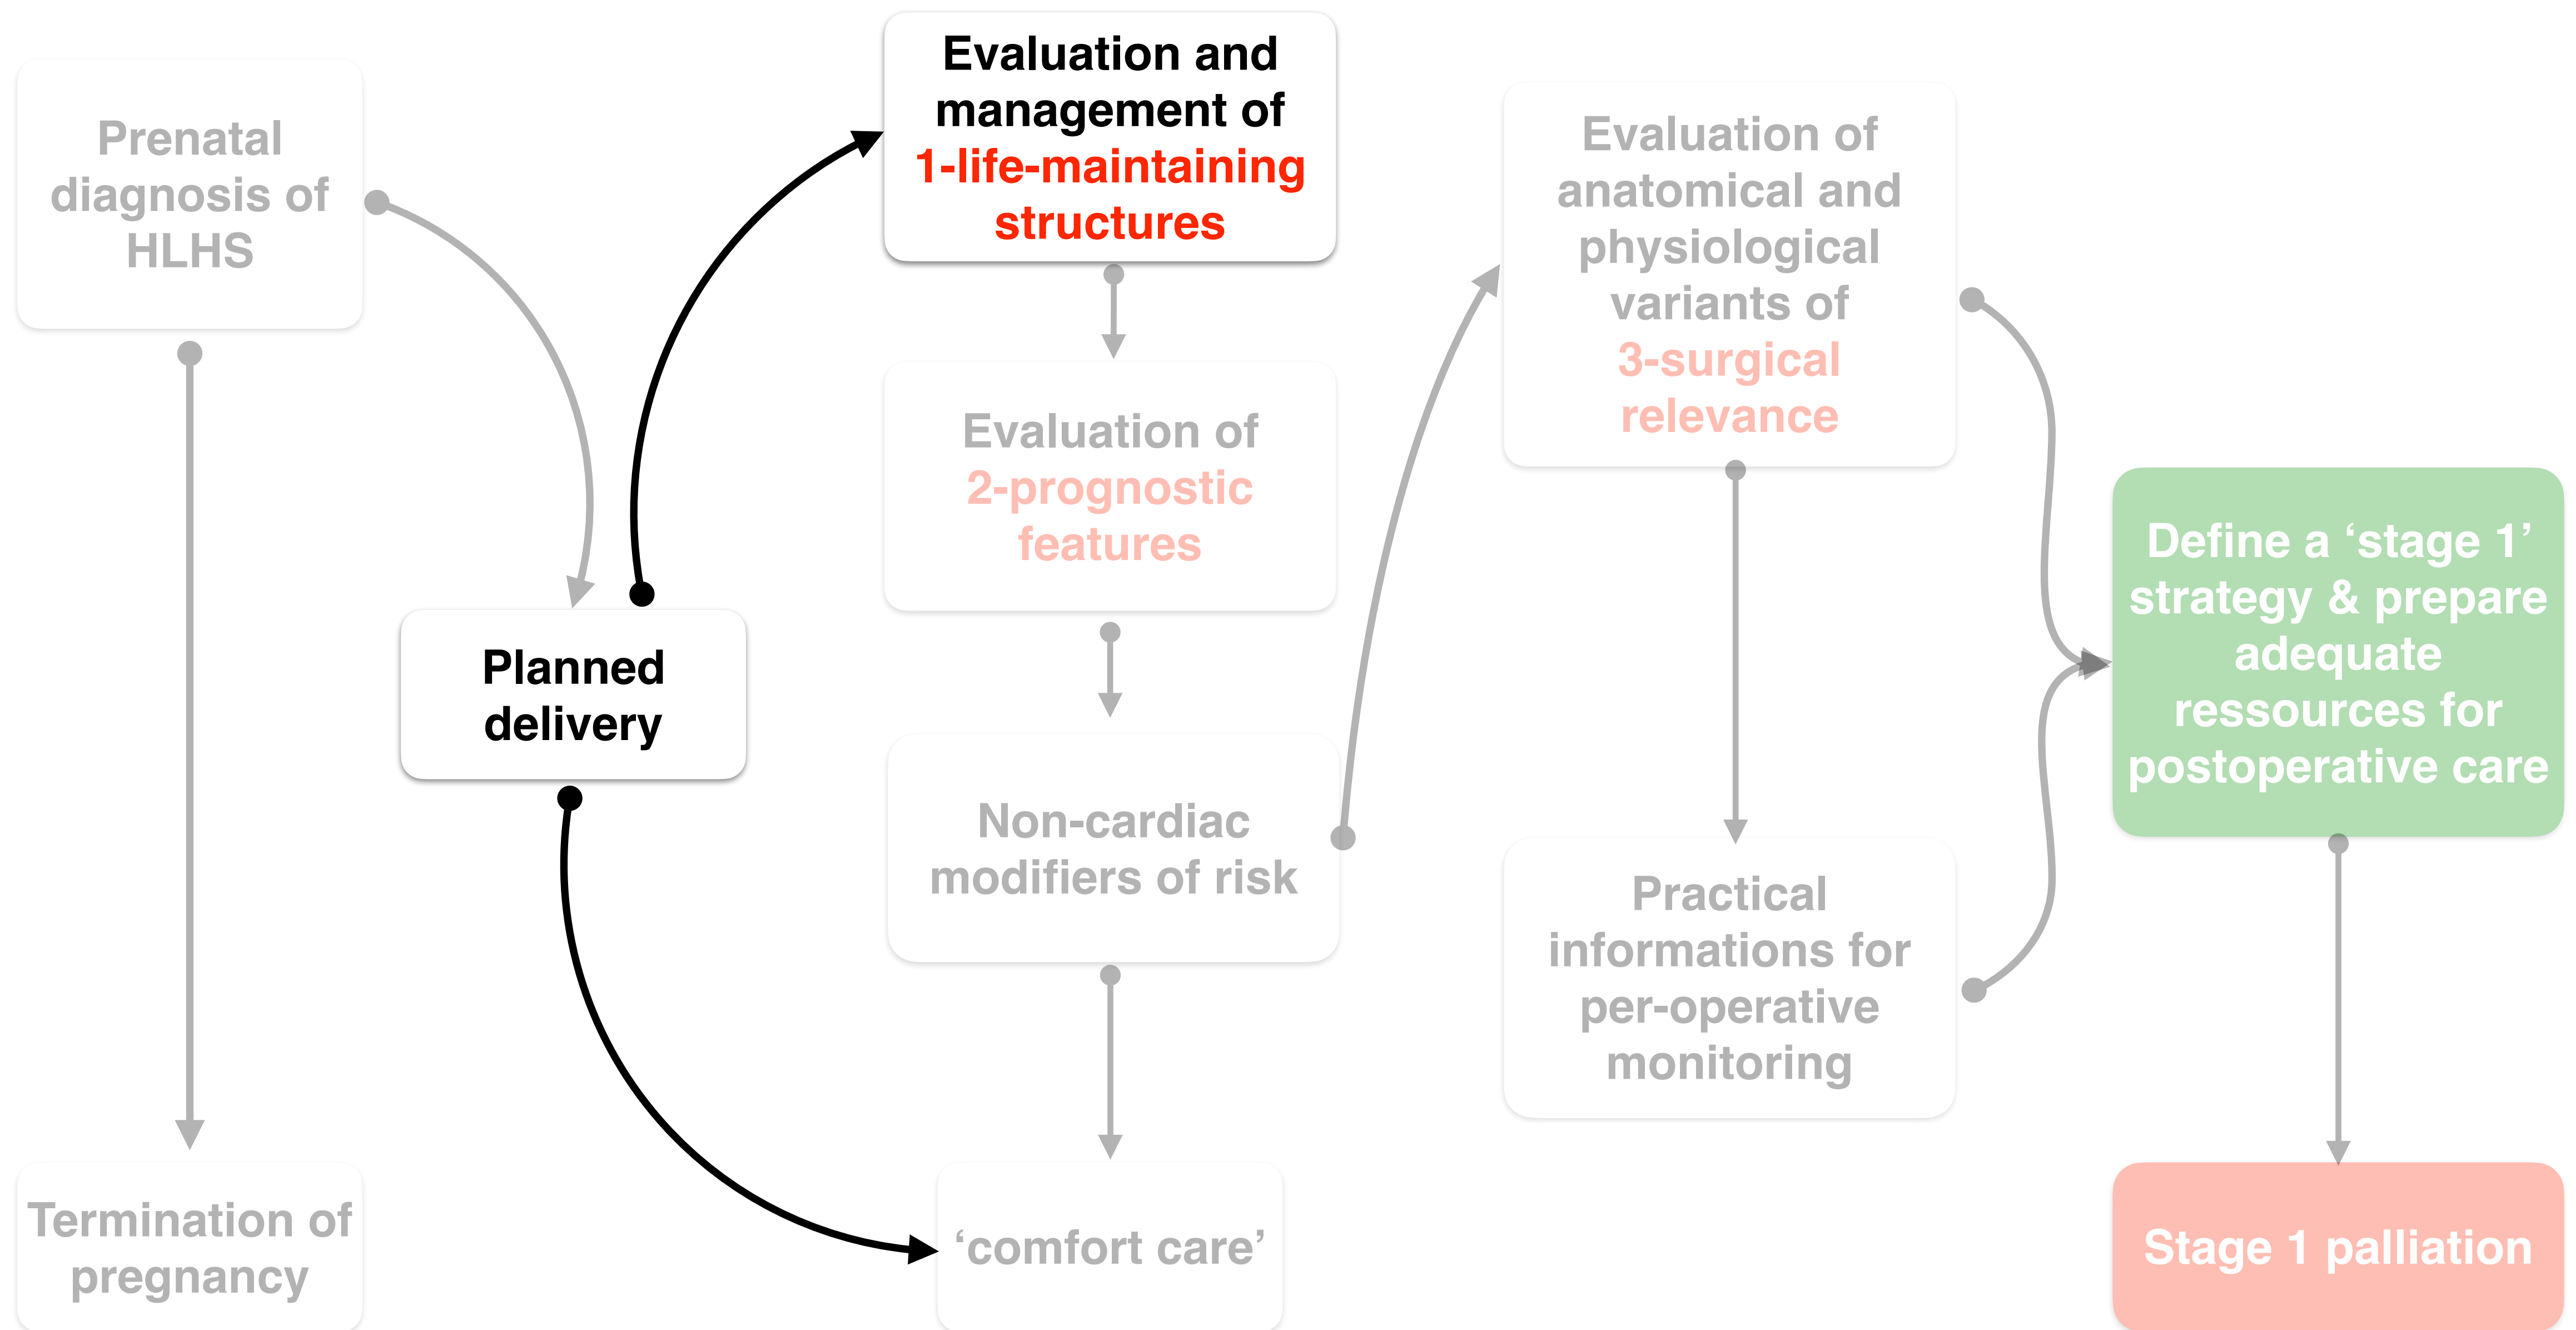 Prenatal
diagnosis of
HLHS
Termination of
pregnancy
Planned
delivery
Evaluation and
management of
1-life-maintaining
structures
Evaluation of
2-prognostic
features
Non-cardiac
modifiers of risk
‘comfort care’
Evaluation of
anatomical and
physiological
variants of
3-surgical
relevance
Practical
informations for
per-operative
monitoring
Define a ‘stage 1’
strategy & prepare
adequate
ressources for
postoperative care
Stage 1 palliation